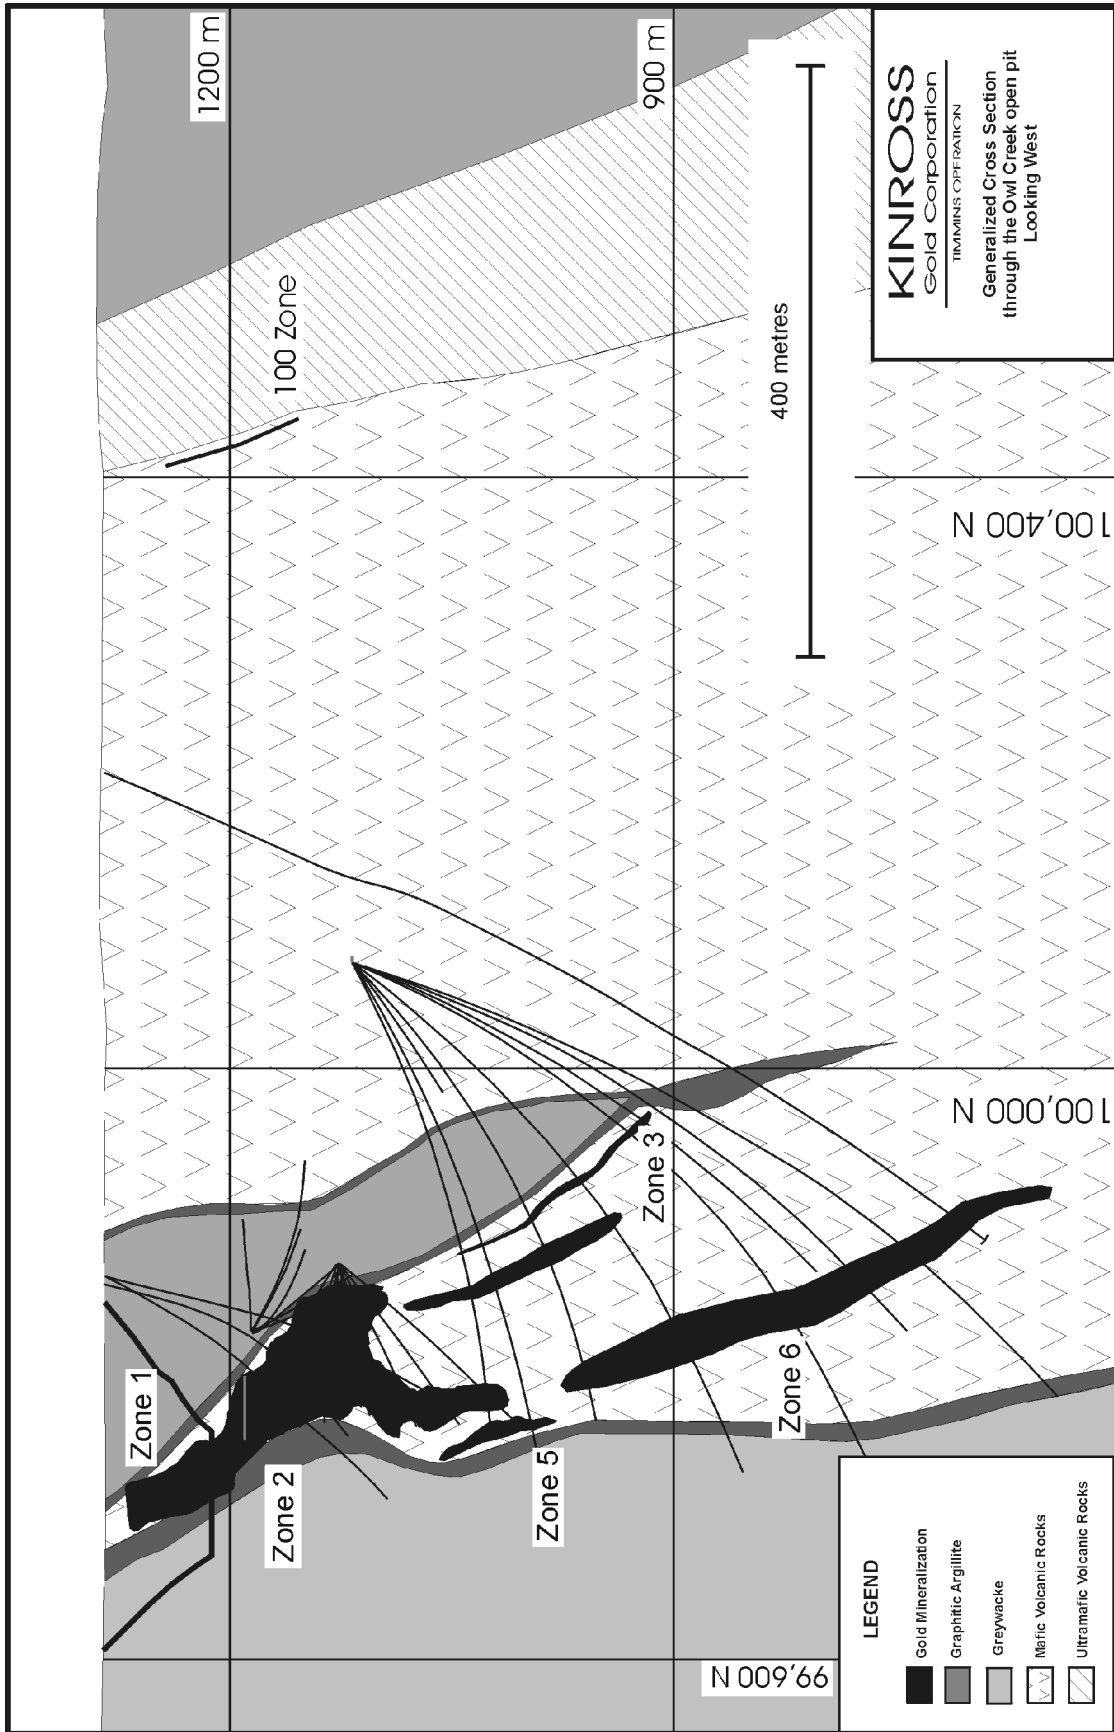 1200 m
900 m
100 Zone
400 metres
100,400 N
100,000 N
99,600 N
Zone 1
Zone 2
Zone 3
Zone 5
Zone 6
KINROSS
Gold Corporation
TIMMINS OPERATION
Generalized Cross Section
through the Owl Creek open pit
Looking West
LEGEND
Gold Mineralization
Graphitic Argillite
Greywacke
Mafic Volcanic Rocks
Ultramafic Volcanic Rocks